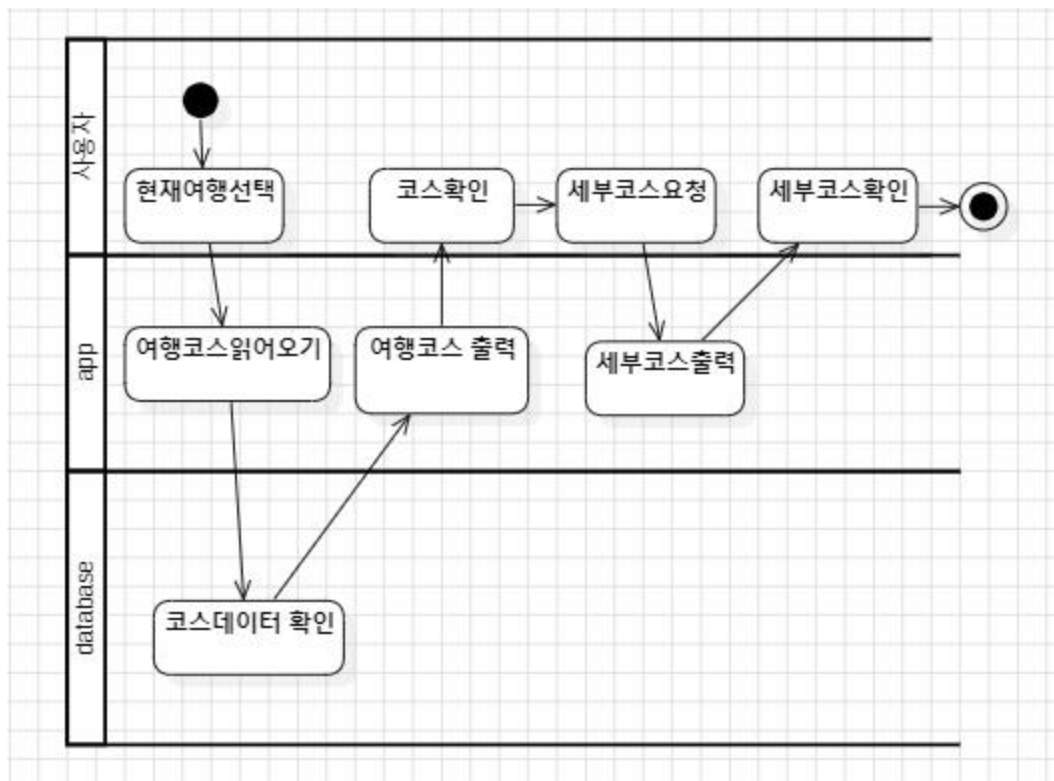 사용자
현재여행선택
코스확인
세부코스요청
세부코스확인
app
여행코스읽어오기
여행코스 출력
세부코스출력
database
코스데이터 확인